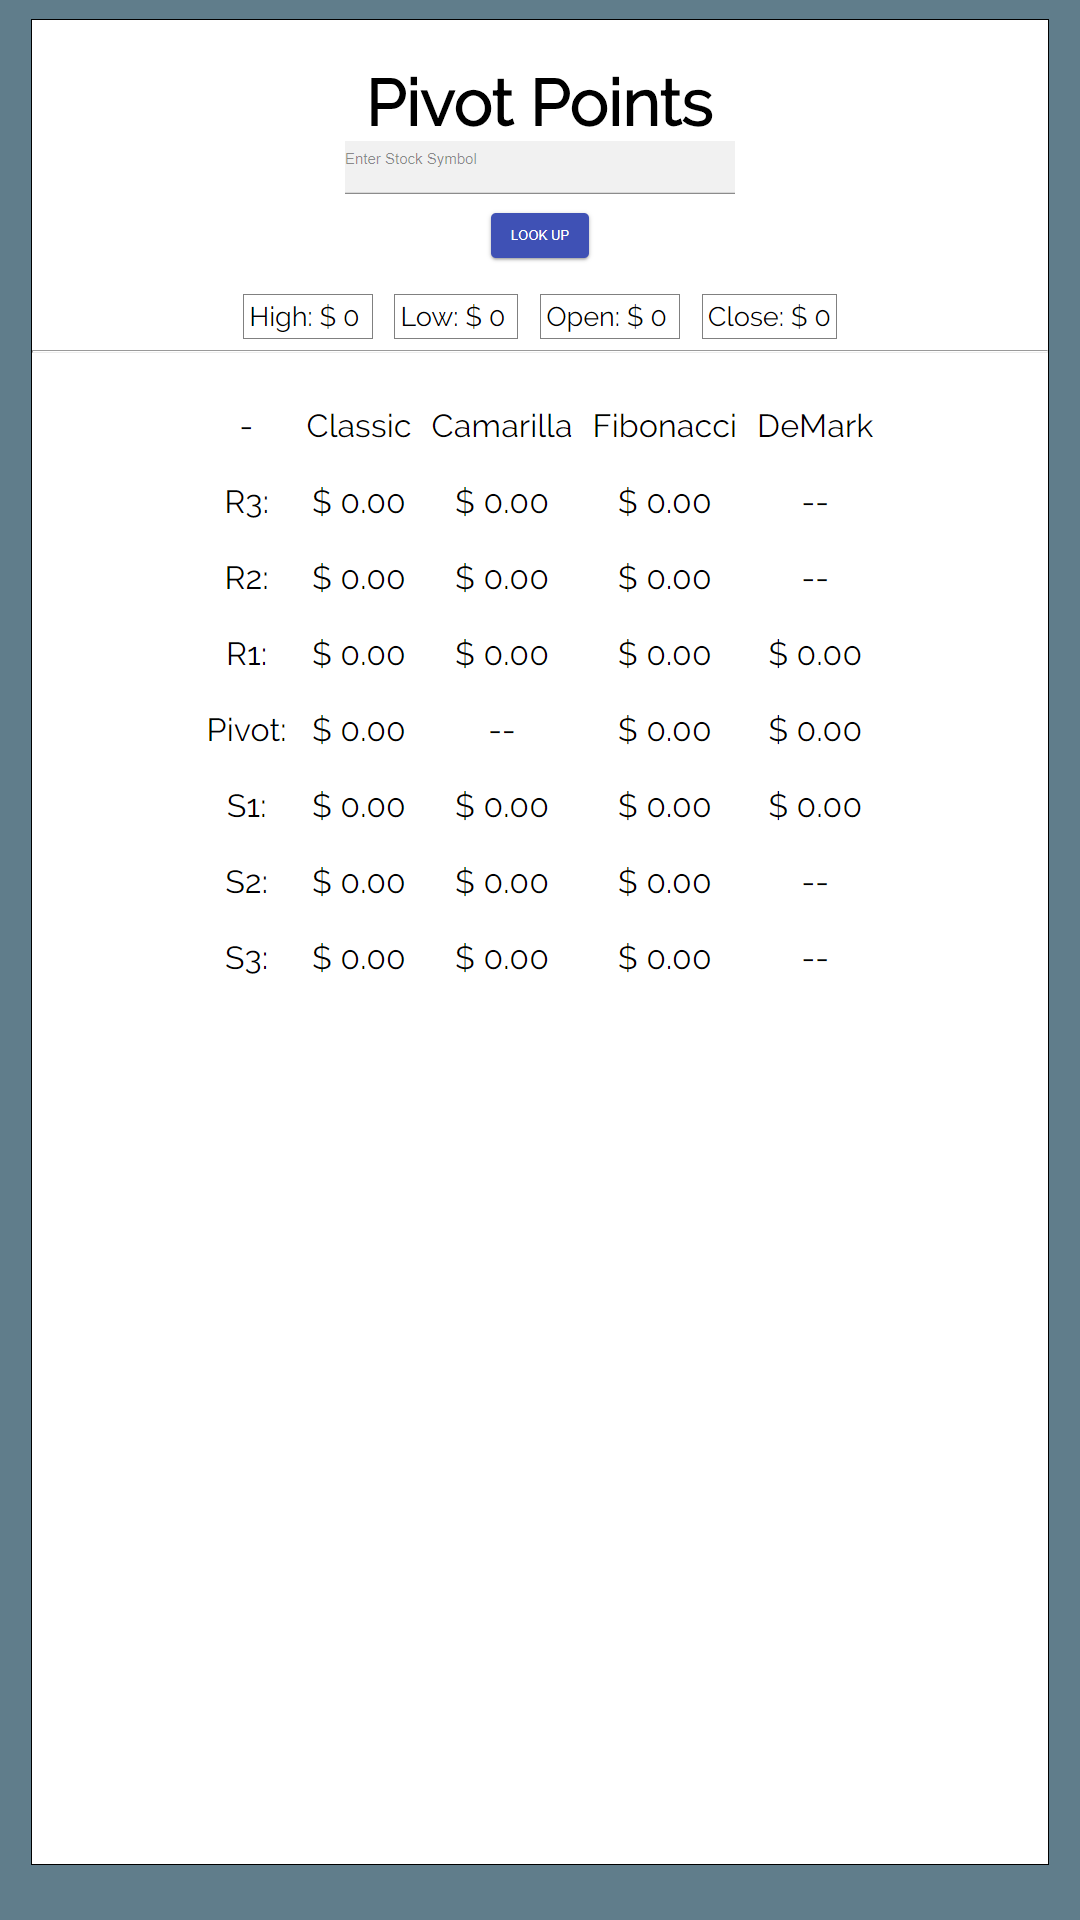 Pivot Points
Enter Stock Symbol
LOOK UP
High: $ 0 Low: $ 0 Open: $ 0 Close: $ 0
- Classic Camarilla Fibonacci DeMark
R3: $ 0.00 $ 0.00 $ 0.00 --
R2: $ 0.00 $ 0.00 $ 0.00 --
R1: $ 0.00 $ 0.00 $ 0.00 $ 0.00
Pivot: $ 0.00 -- $ 0.00 $ 0.00
S1: $ 0.00 $ 0.00 $ 0.00 $ 0.00
S2: $ 0.00 $ 0.00 $ 0.00 --
S3: $ 0.00 $ 0.00 $ 0.00 --